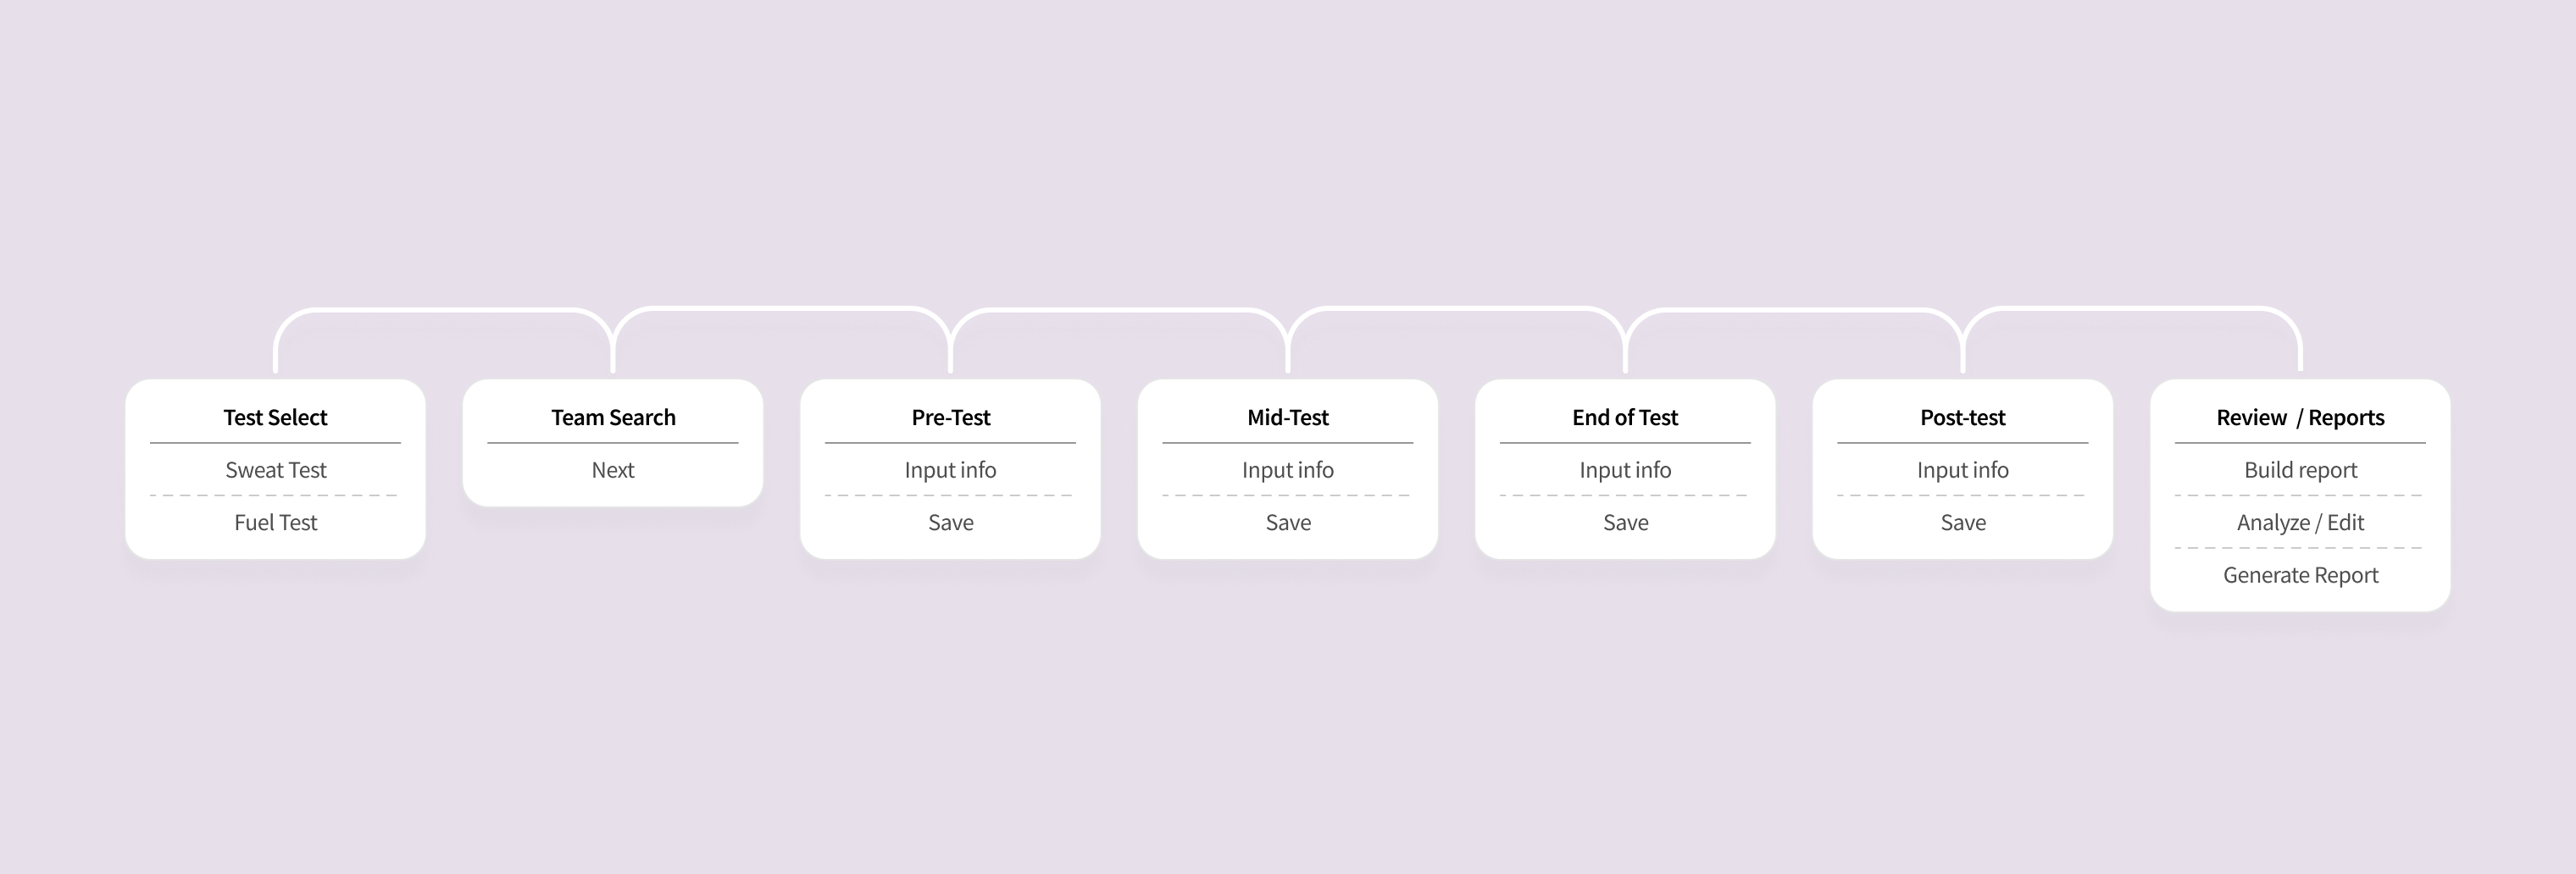 Test Select
Sweat Test
Fuel Test
Team Search
Next
Pre-Test
Input info
Save
Mid-Test
Input info
Save
End of Test
Input info
Save
Post-test
Input info
Save
Review / Reports
Build report
Analyze / Edit
Generate Report